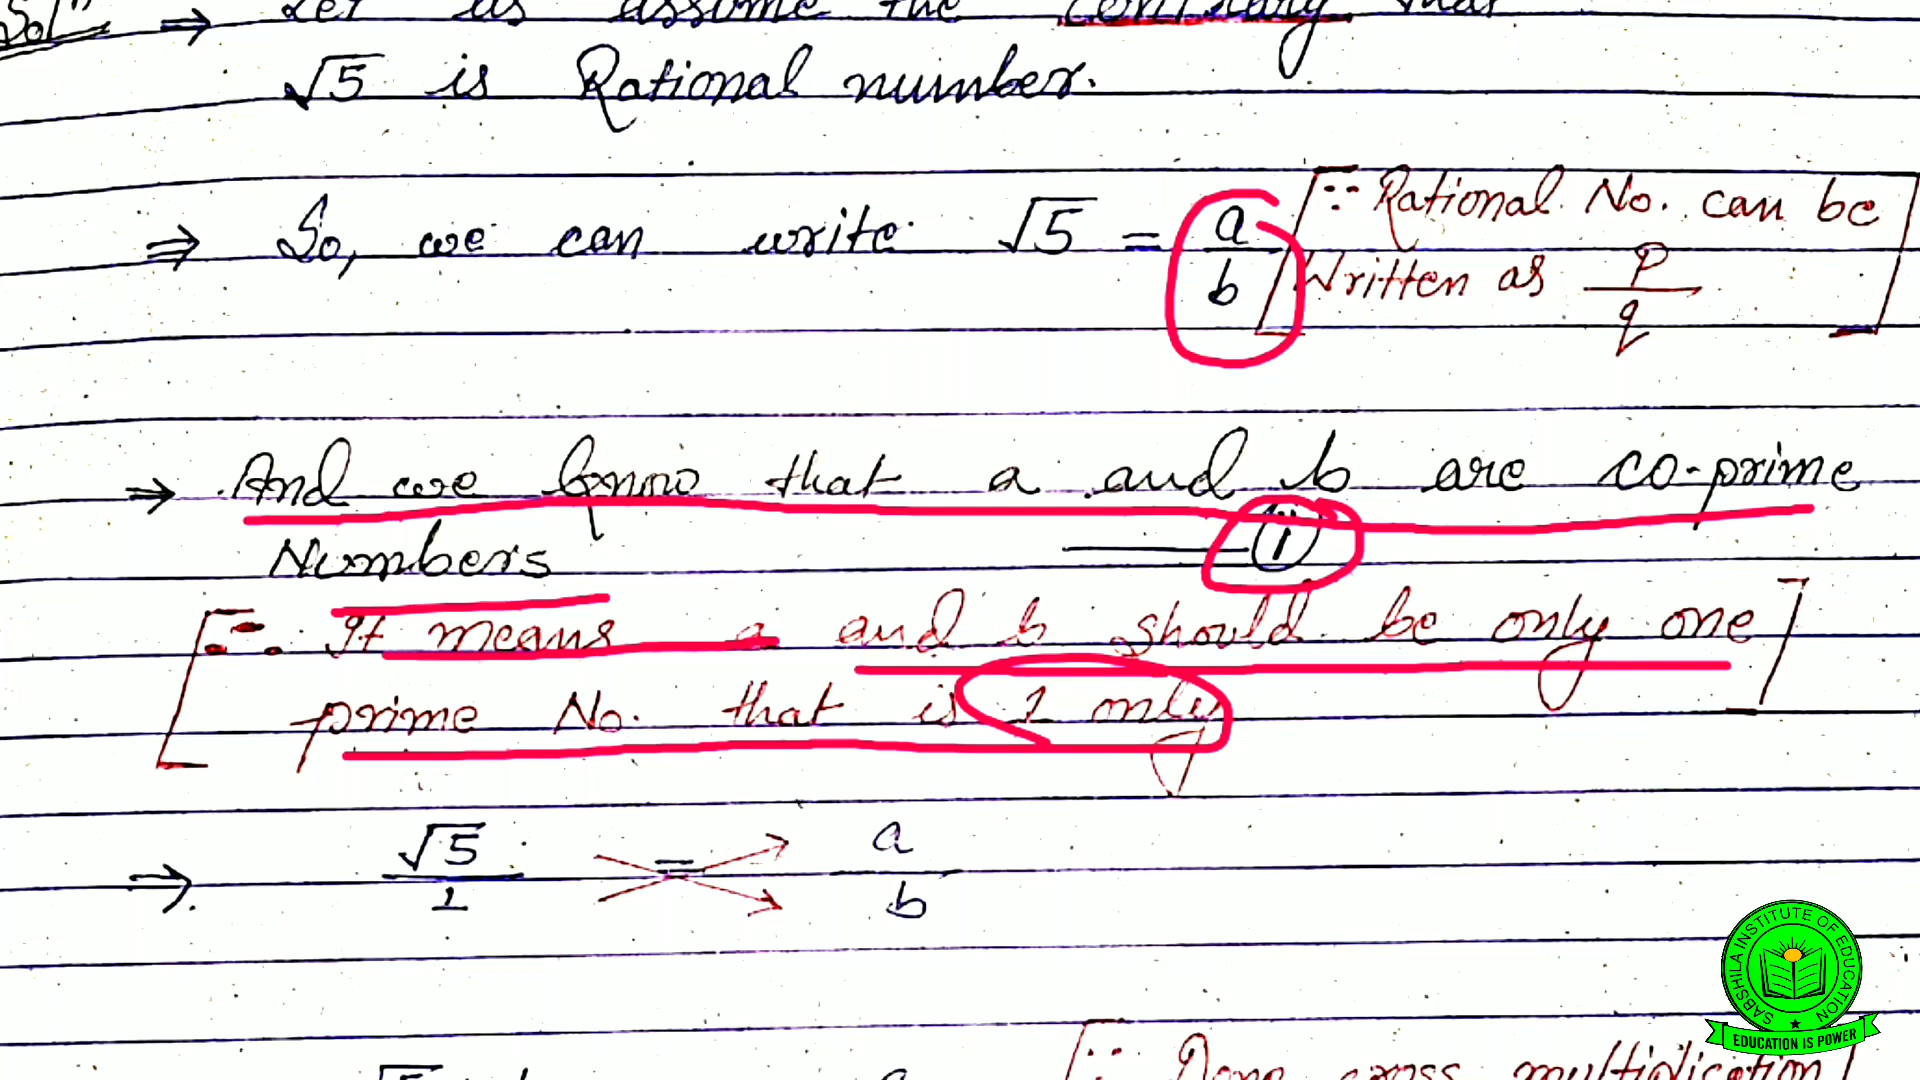 Solⁿ ⇒ Let us assume the contrary that
√5 is Rational number.
⇒ So, we can write √5 = a/b [∵ Rational No. can be
Written as p/q]
⇒ And we know that a and b are co-prime
Numbers ——— (i)
[∵ It means a and b should be only one
prime No. that is 1 only]
⇒ √5/1 = a/b
[∵ Done cross multiplication]
SABSHILA INSTITUTE OF EDUCATION
EDUCATION IS POWER